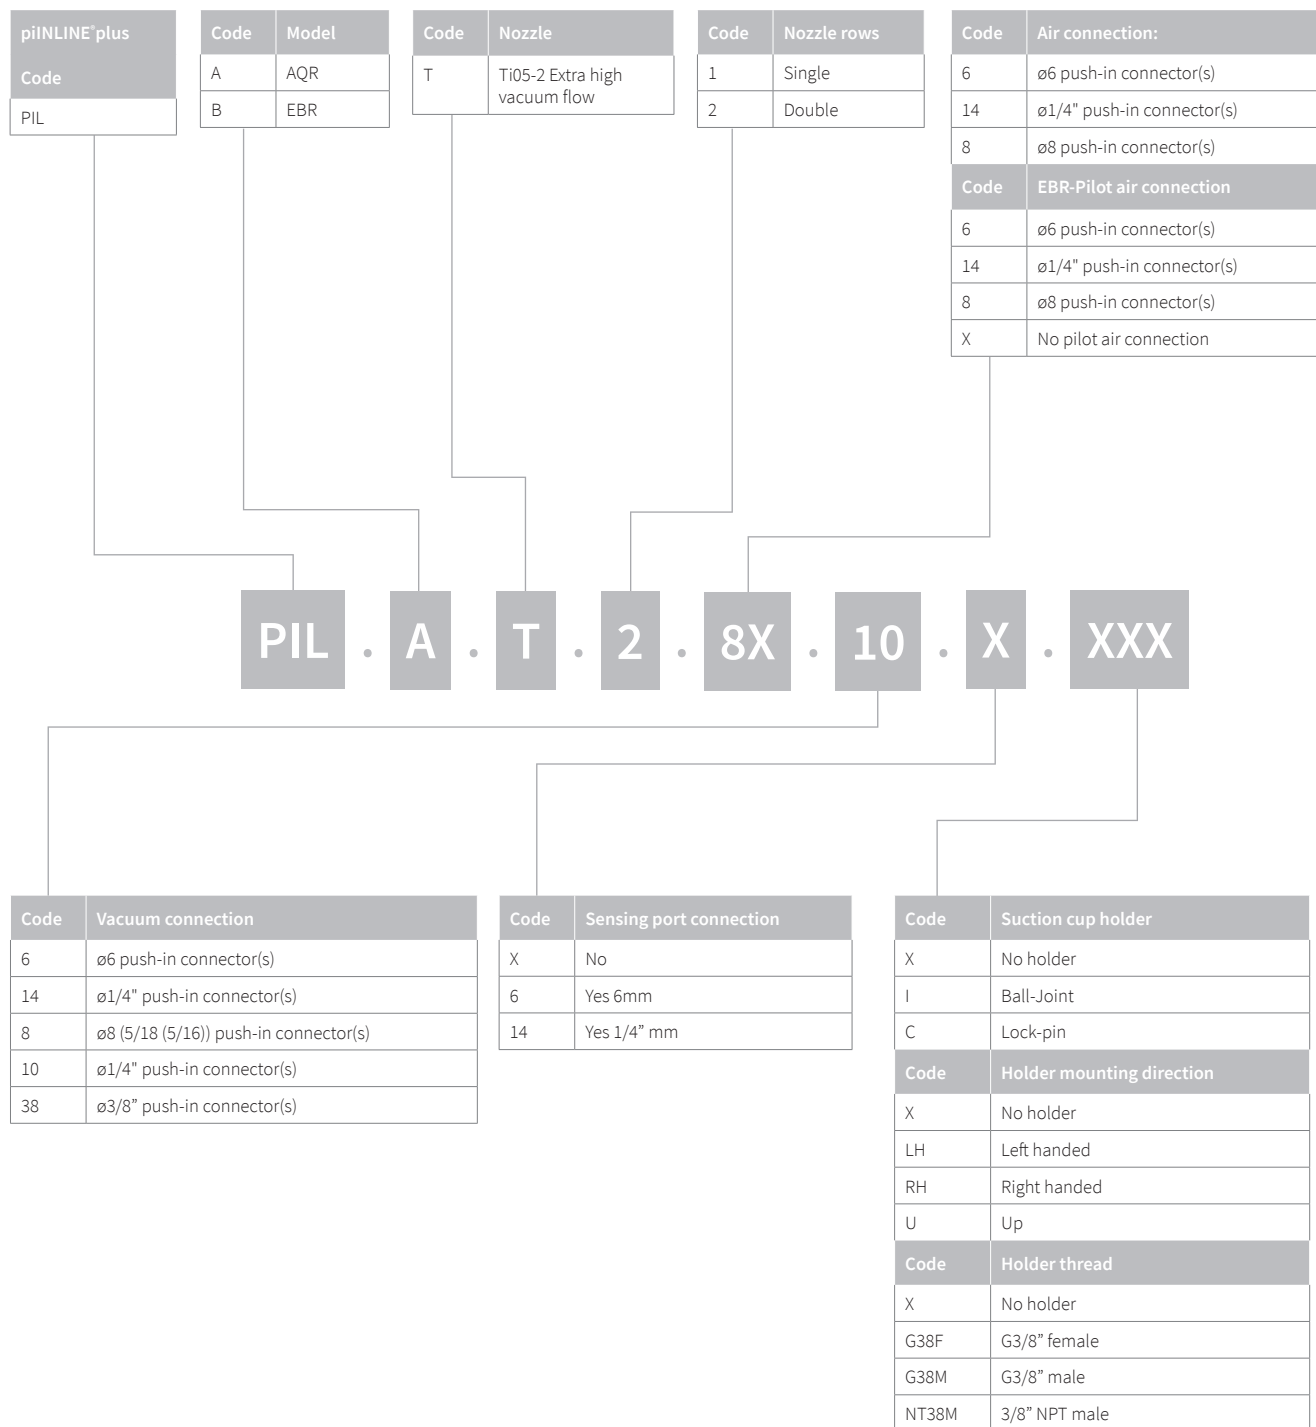 piINLINE®plus
Code
PIL
Code Model
A AQR
B EBR
Code Nozzle
T Ti05-2 Extra high
vacuum flow
Code Nozzle rows
1 Single
2 Double
Code Air connection:
6 ø6 push-in connector(s)
14 ø1/4" push-in connector(s)
8 ø8 push-in connector(s)
Code EBR-Pilot air connection
6 ø6 push-in connector(s)
14 ø1/4" push-in connector(s)
8 ø8 push-in connector(s)
X No pilot air connection
PIL . A . T . 2 . 8X . 10 . X . XXX
Code Vacuum connection
6 ø6 push-in connector(s)
14 ø1/4" push-in connector(s)
8 ø8 (5/18 (5/16)) push-in connector(s)
10 ø1/4" push-in connector(s)
38 ø3/8” push-in connector(s)
Code Sensing port connection
X No
6 Yes 6mm
14 Yes 1/4” mm
Code Suction cup holder
X No holder
I Ball-Joint
C Lock-pin
Code Holder mounting direction
X No holder
LH Left handed
RH Right handed
U Up
Code Holder thread
X No holder
G38F G3/8” female
G38M G3/8” male
NT38M 3/8” NPT male